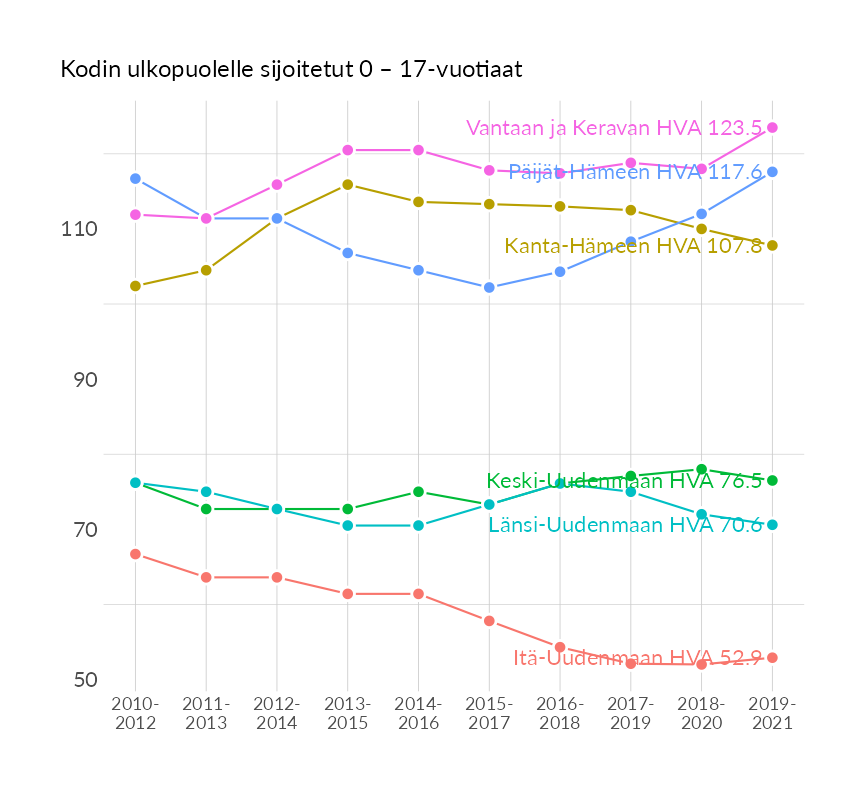 Kodin ulkopuolelle sijoitetut 0 – 17-vuotiaat
Vantaan ja Keravan HVA 123.5
Päijät-Hämeen HVA 117.6
110
Kanta-Hämeen HVA 107.8
90
Keski-Uudenmaan HVA 76.5
70
Länsi-Uudenmaan HVA 70.6
Itä-Uudenmaan HVA 52.9
50
2010- 2011- 2012- 2013- 2014- 2015- 2016- 2017- 2018- 2019-
2012 2013 2014 2015 2016 2017 2018 2019 2020 2021